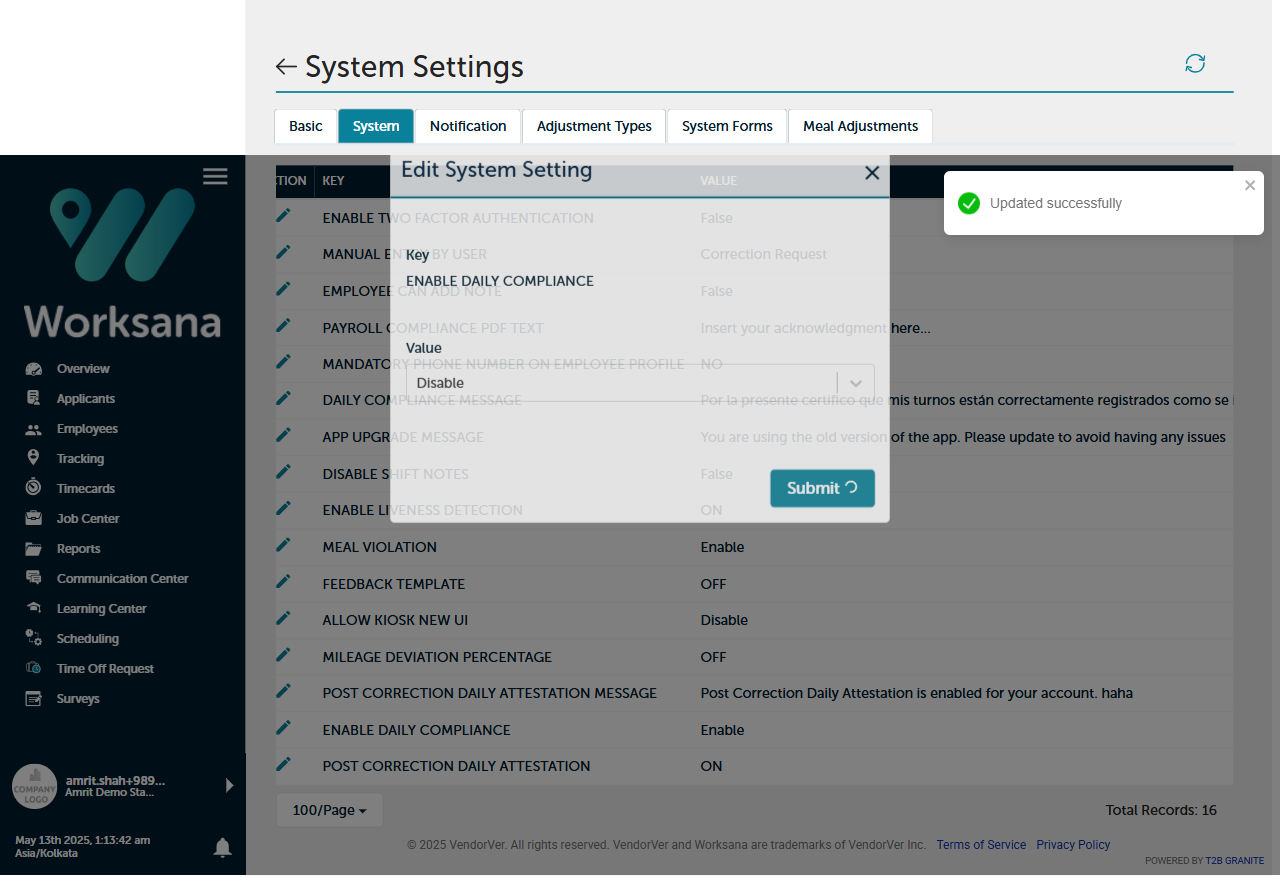 System Settings
Basic
System
Notification
Adjustment Types
System Forms
Meal Adjustments
Worksana
Overview
Applicants
Employees
Tracking
Timecards
Job Center
Reports
Communication Center
Learning Center
Scheduling
Time Off Request
Surveys
COMPANY
LOGO
amrit.shah+989...
Amrit Demo Sta...
May 13th 2025, 1:13:42 am
Asia/Kolkata
Edit System Setting
Key
ENABLE DAILY COMPLIANCE
Value
Disable
Submit
Updated successfully
TION KEY VALUE
ENABLE TWO FACTOR AUTHENTICATION False
MANUAL ENTRY BY USER Correction Request
EMPLOYEE CAN ADD NOTE False
PAYROLL COMPLIANCE PDF TEXT Insert your acknowledgment here...
MANDATORY PHONE NUMBER ON EMPLOYEE PROFILE NO
DAILY COMPLIANCE MESSAGE Por la presente certifico que mis turnos están correctamente registrados como se
APP UPGRADE MESSAGE You are using the old version of the app. Please update to avoid having any issues
DISABLE SHIFT NOTES False
ENABLE LIVENESS DETECTION ON
MEAL VIOLATION Enable
FEEDBACK TEMPLATE OFF
ALLOW KIOSK NEW UI Disable
MILEAGE DEVIATION PERCENTAGE OFF
POST CORRECTION DAILY ATTESTATION MESSAGE Post Correction Daily Attestation is enabled for your account. haha
ENABLE DAILY COMPLIANCE Enable
POST CORRECTION DAILY ATTESTATION ON
100/Page
Total Records: 16
© 2025 VendorVer. All rights reserved. VendorVer and Worksana are trademarks of VendorVer Inc. Terms of Service Privacy Policy
POWERED BY T2B GRANITE